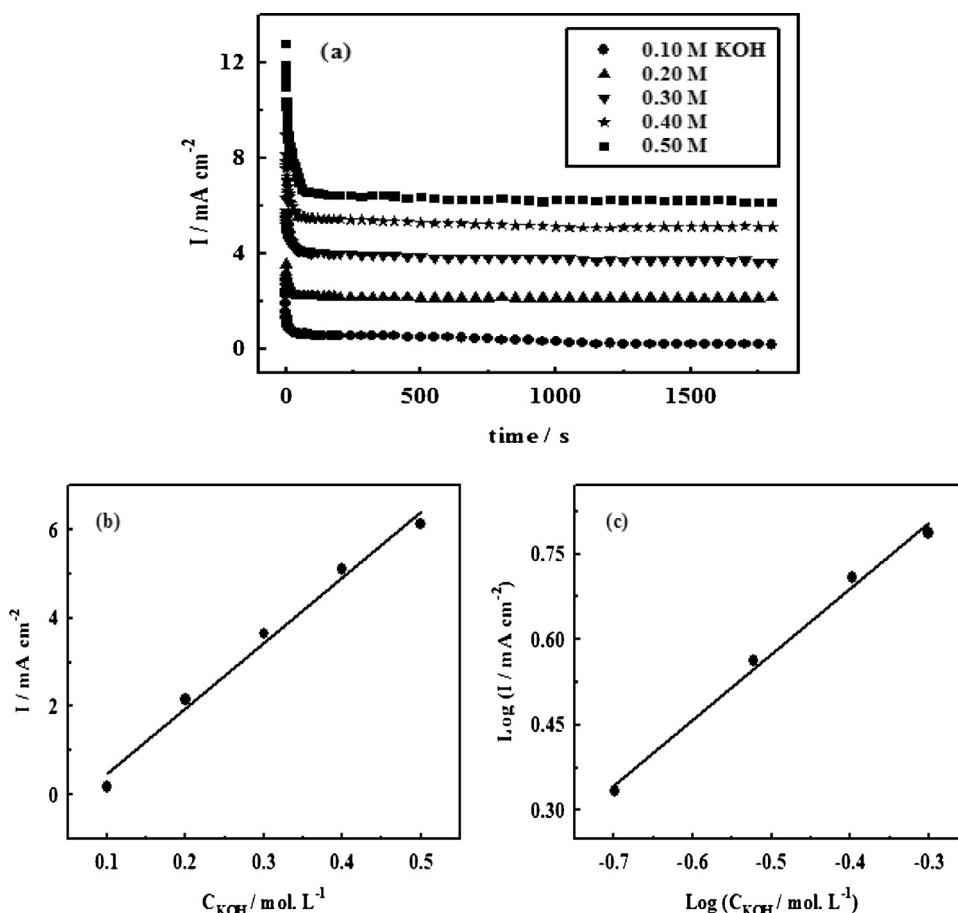 (a)
0.10 M KOH
0.20 M
0.30 M
0.40 M
0.50 M
12
8
4
0
I / mA cm-2
0 500 1000 1500
time / s
(b)
6
4
2
0
I / mA cm-2
0.1 0.2 0.3 0.4 0.5
CKOH / mol. L-1
(c)
0.75
0.60
0.45
0.30
Log (I / mA cm-2)
-0.7 -0.6 -0.5 -0.4 -0.3
Log (CKOH / mol. L-1)